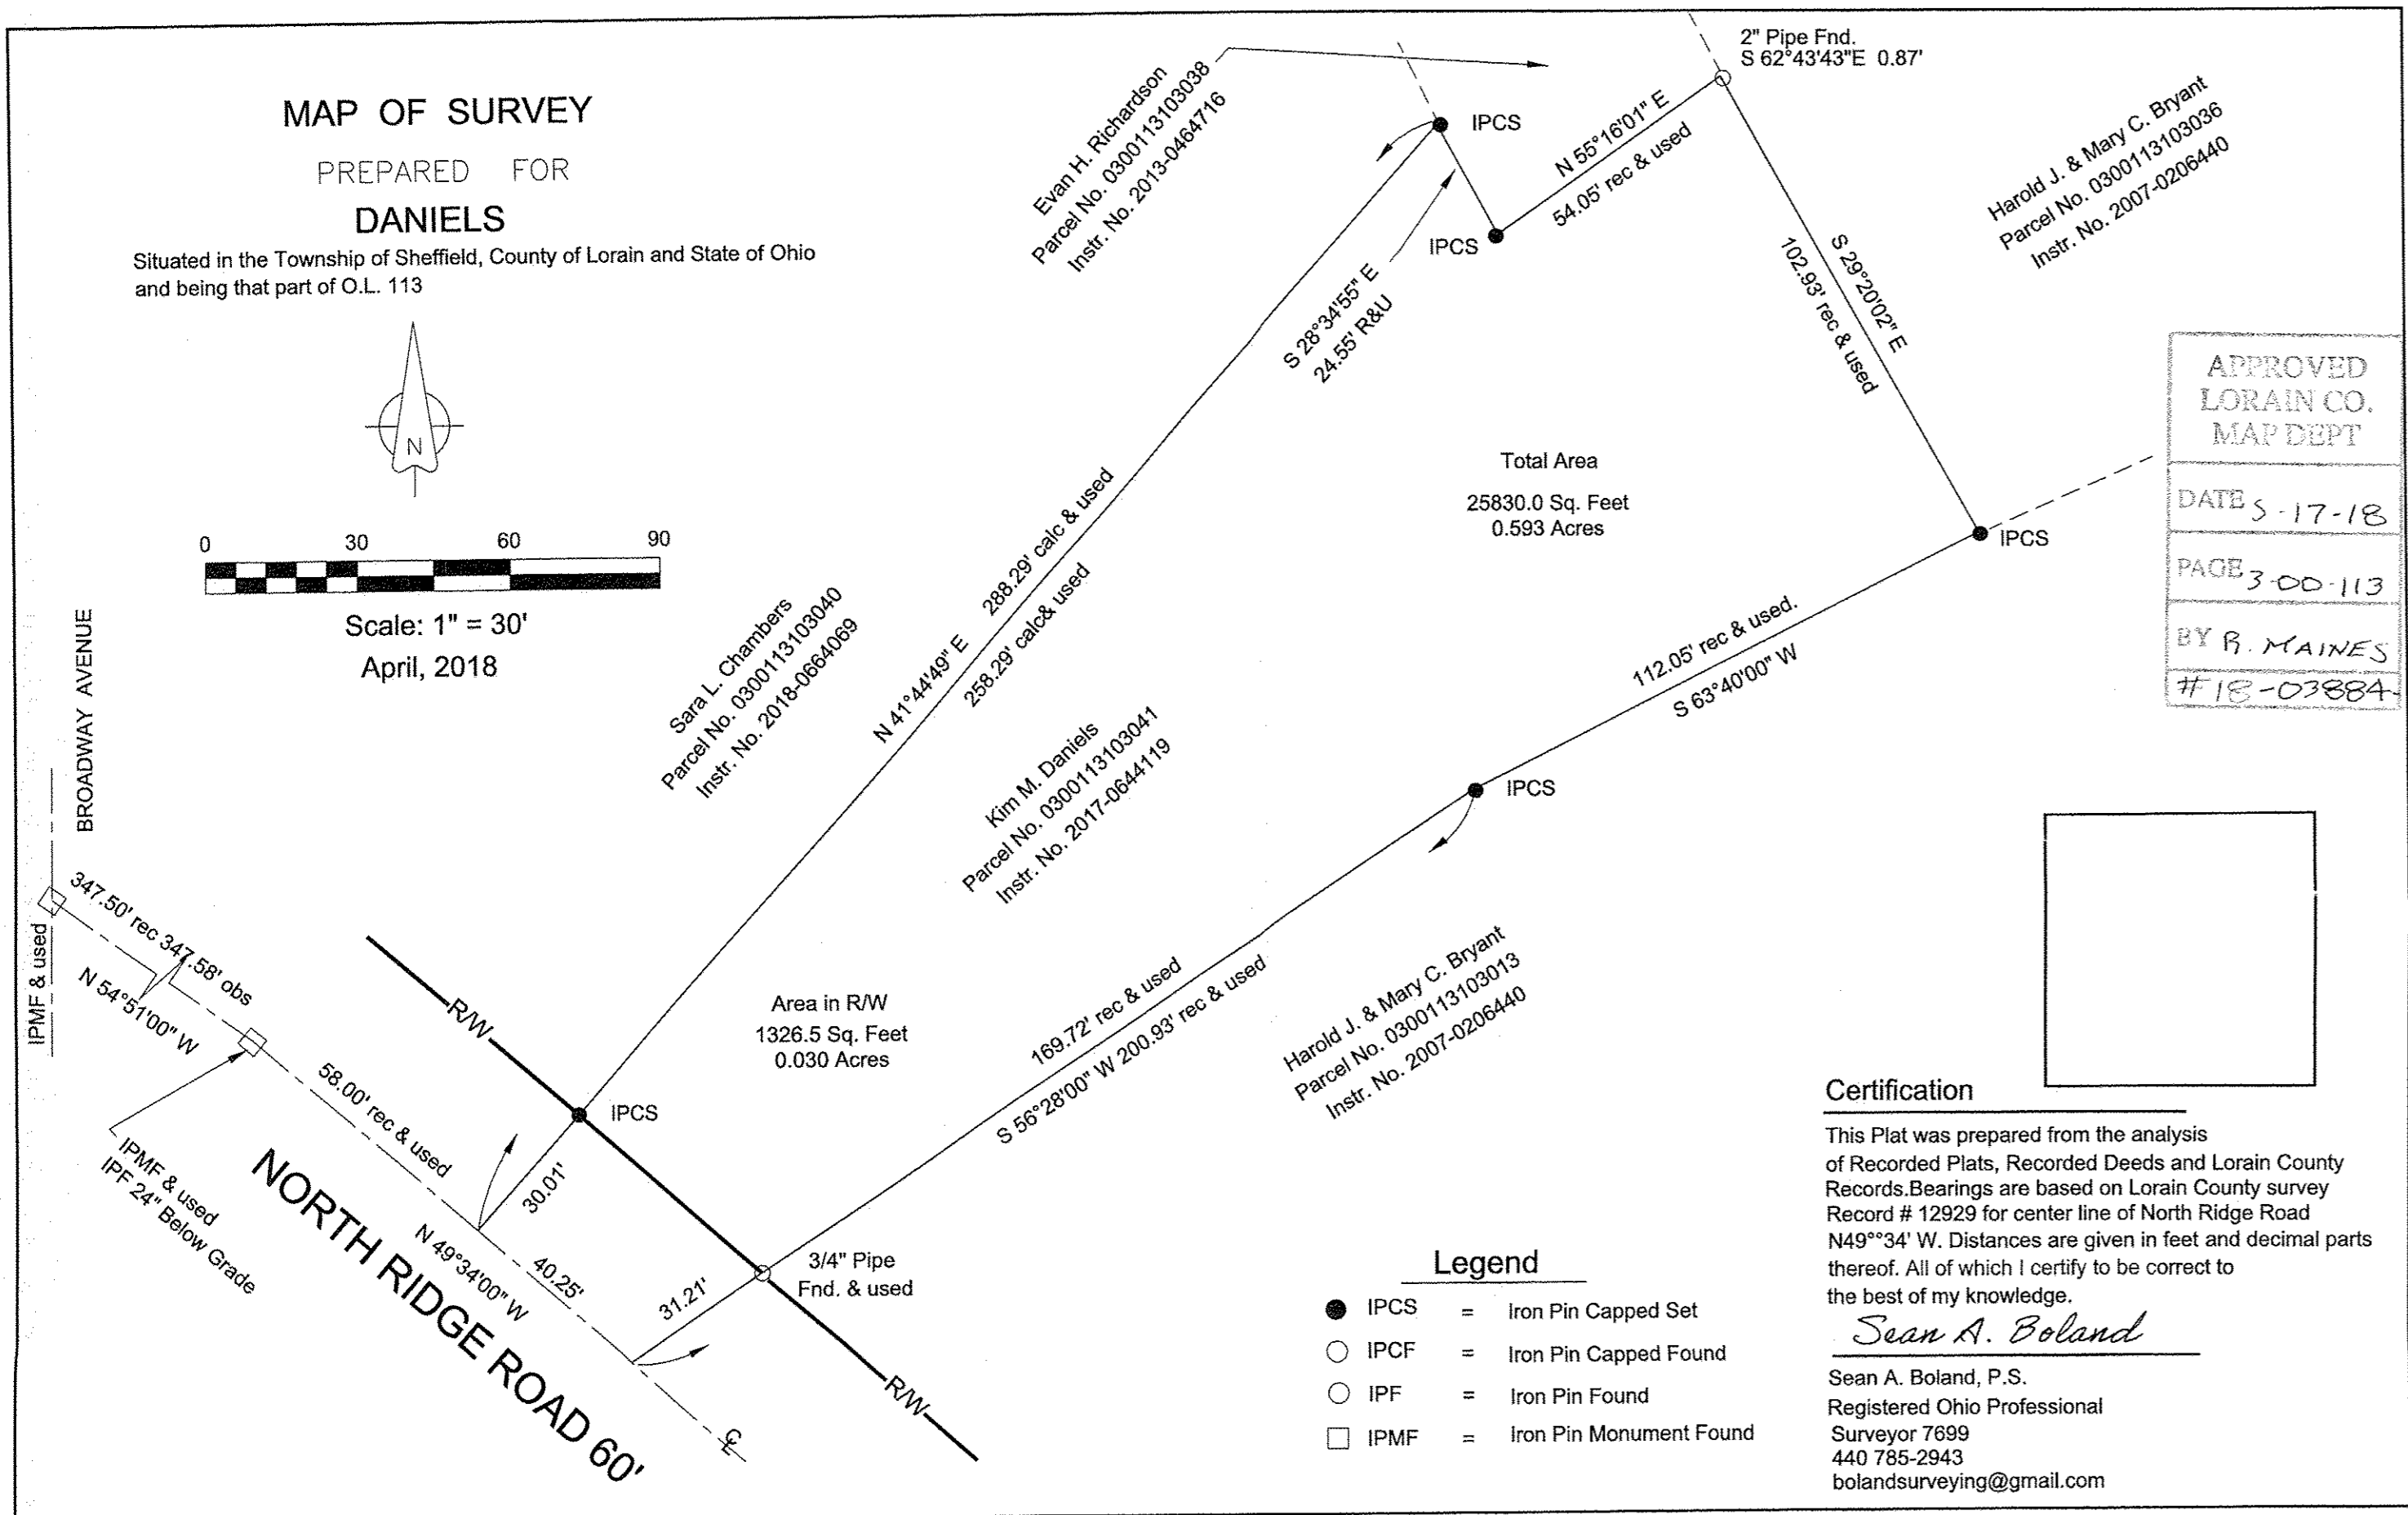 MAP OF SURVEY
PREPARED FOR
DANIELS
Situated in the Township of Sheffield, County of Lorain and State of Ohio
and being that part of O.L. 113
N
0 30 60 90
Scale: 1" = 30'
April, 2018
BROADWAY AVENUE
IPMF & used
347.50' rec 347.58' obs
N 54°51'00" W
IPMF & used
IPF 24" Below Grade
58.00' rec & used
NORTH RIDGE ROAD 60'
N 49°34'00" W
40.25'
30.01'
31.21'
R/W
R/W
℄
IPCS
3/4" Pipe
Fnd. & used
Area in R/W
1326.5 Sq. Feet
0.030 Acres
Sara L. Chambers
Parcel No. 0300113103040
Instr. No. 2018-0664069
N 41°44'49" E 288.29' calc & used
258.29' calc& used
Kim M. Daniels
Parcel No. 0300113103041
Instr. No. 2017-0644119
Evan H. Richardson
Parcel No. 0300113103038
Instr. No. 2013-0464716
IPCS
S 28°34'55" E
24.55' R&U
IPCS
N 55°16'01" E
54.05' rec & used
2" Pipe Fnd.
S 62°43'43"E 0.87'
S 29°20'02" E
102.93' rec & used
Harold J. & Mary C. Bryant
Parcel No. 0300113103036
Instr. No. 2007-0206440
Total Area
25830.0 Sq. Feet
0.593 Acres
IPCS
112.05' rec & used.
S 63°40'00" W
IPCS
169.72' rec & used
S 56°28'00" W 200.93' rec & used
Harold J. & Mary C. Bryant
Parcel No. 0300113103013
Instr. No. 2007-0206440
APPROVED
LORAIN CO.
MAP DEPT
DATE 5-17-18
PAGE 3-00-113
BY R. MAINES
# 18-03884
Legend
IPCS = Iron Pin Capped Set
IPCF = Iron Pin Capped Found
IPF = Iron Pin Found
IPMF = Iron Pin Monument Found
Certification
This Plat was prepared from the analysis
of Recorded Plats, Recorded Deeds and Lorain County
Records.Bearings are based on Lorain County survey
Record # 12929 for center line of North Ridge Road
N49°°34' W. Distances are given in feet and decimal parts
thereof. All of which I certify to be correct to
the best of my knowledge.
Sean A. Boland
Sean A. Boland, P.S.
Registered Ohio Professional
Surveyor 7699
440 785-2943
bolandsurveying@gmail.com